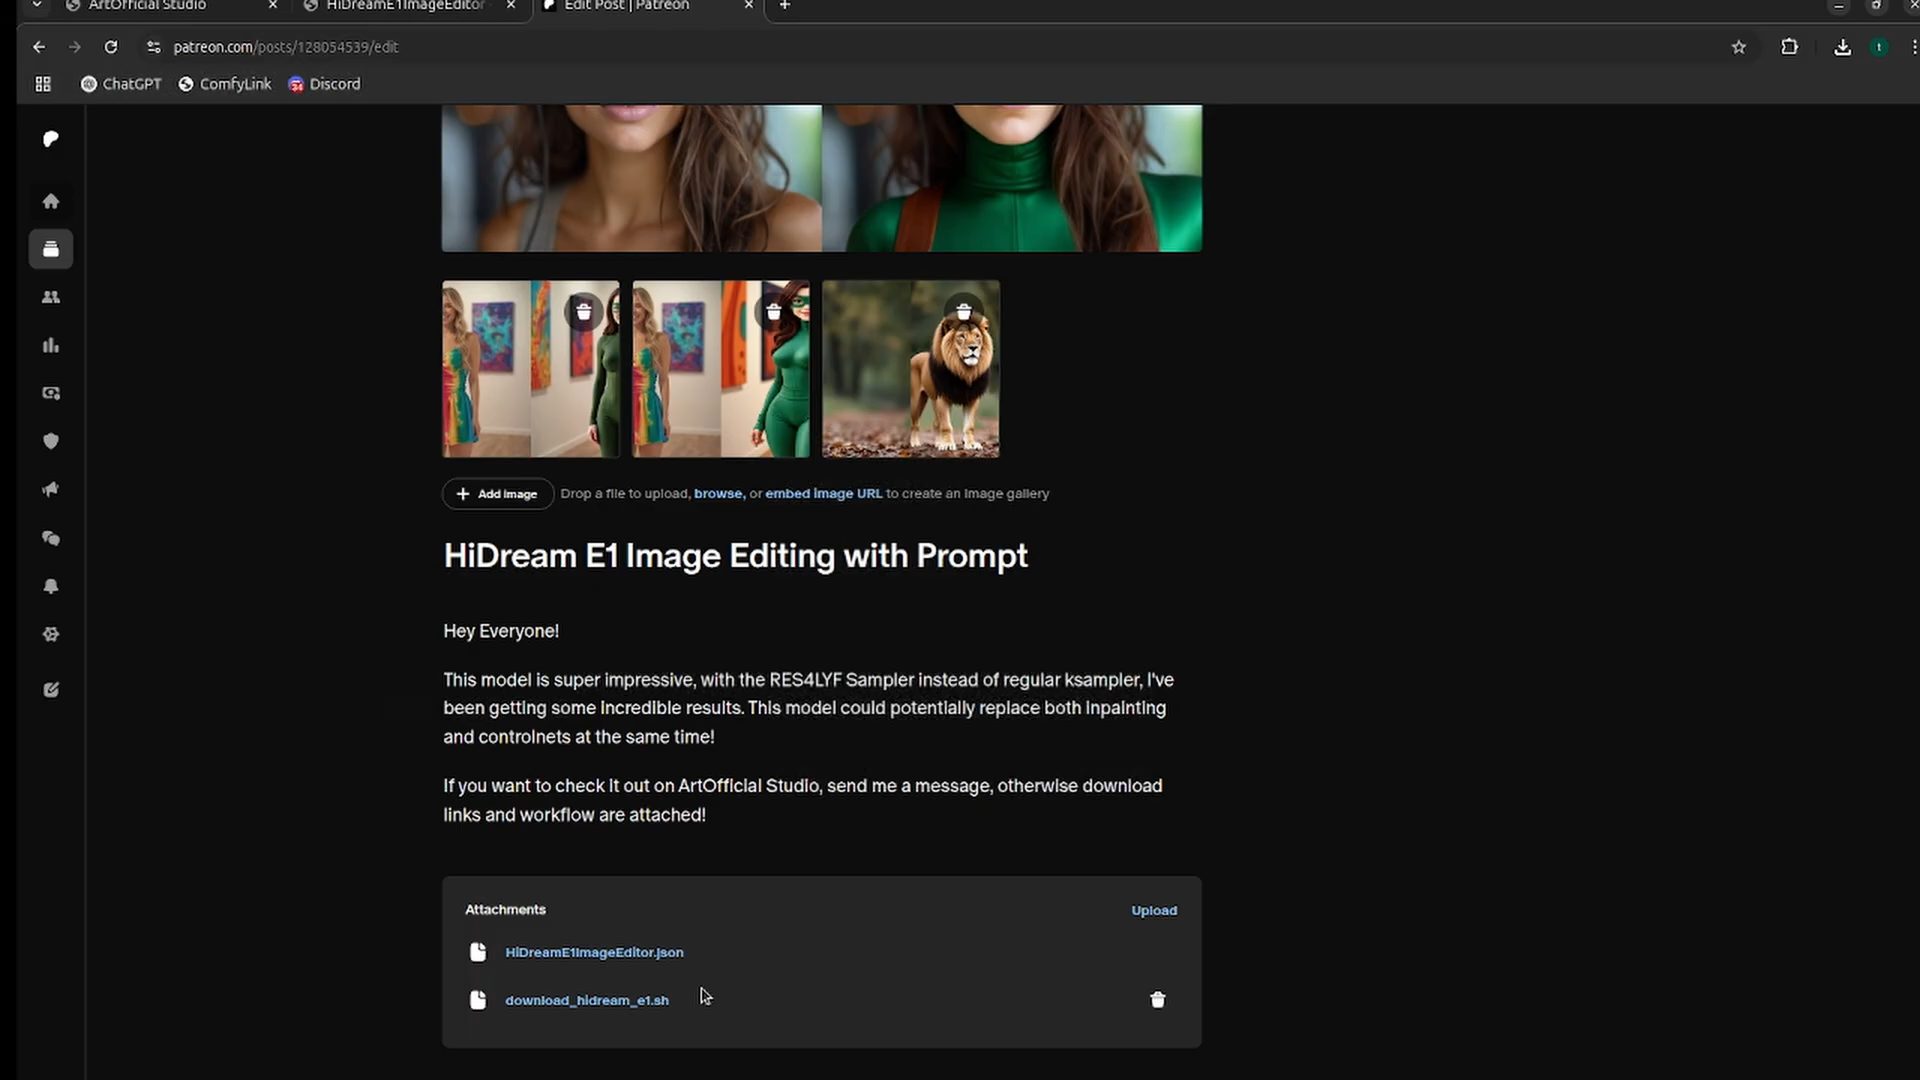 ArtOfficial Studio
HiDreamE1ImageEditor
Edit Post | Patreon
patreon.com/posts/128054539/edit
t
ChatGPT
ComfyLink
Discord
Add image
Drop a file to upload, browse, or embed image URL to create an image gallery
HiDream E1 Image Editing with Prompt
Hey Everyone!
This model is super impressive, with the RES4LYF Sampler instead of regular ksampler, I've
been getting some incredible results. This model could potentially replace both inpainting
and controlnets at the same time!
If you want to check it out on ArtOfficial Studio, send me a message, otherwise download
links and workflow are attached!
Attachments
Upload
HiDreamE1ImageEditor.json
download_hidream_e1.sh